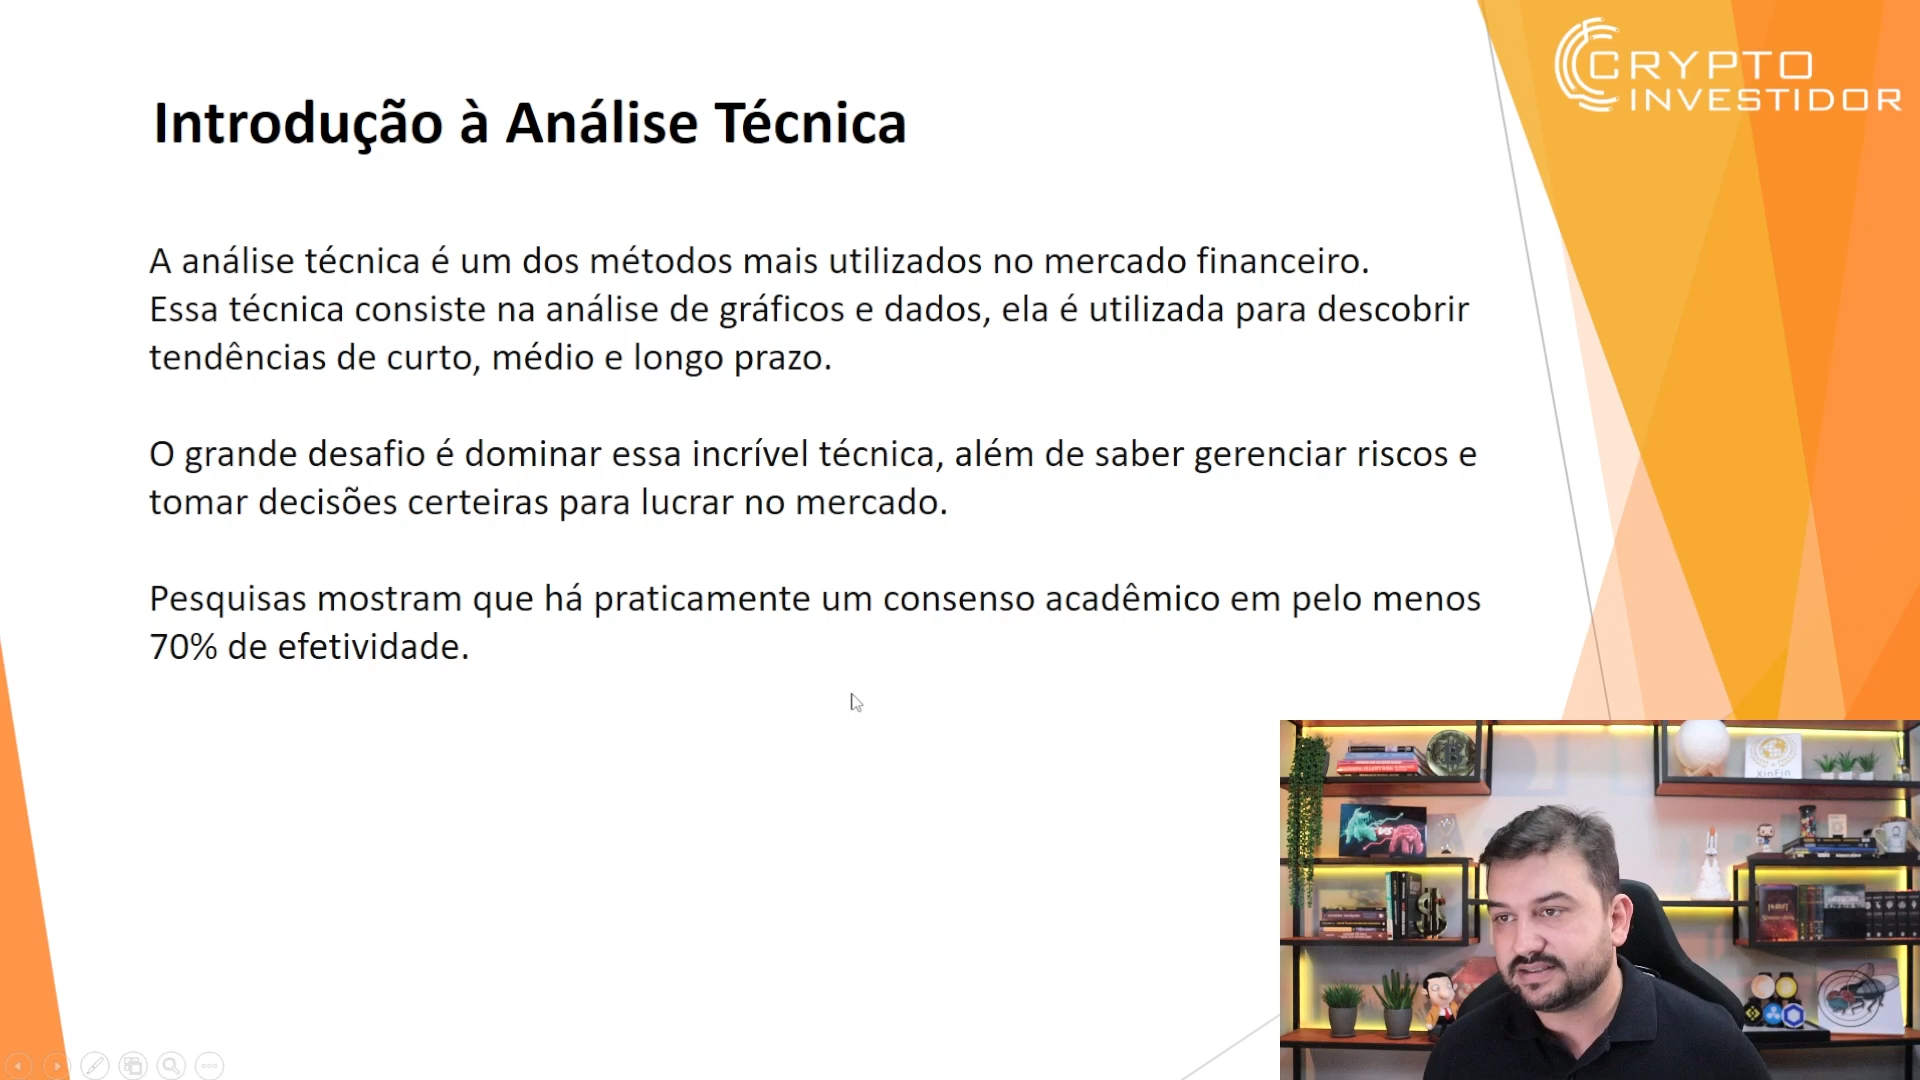 CRYPTO
INVESTIDOR
Introdução à Análise Técnica
A análise técnica é um dos métodos mais utilizados no mercado financeiro.
Essa técnica consiste na análise de gráficos e dados, ela é utilizada para descobrir
tendências de curto, médio e longo prazo.
O grande desafio é dominar essa incrível técnica, além de saber gerenciar riscos e
tomar decisões certeiras para lucrar no mercado.
Pesquisas mostram que há praticamente um consenso acadêmico em pelo menos
70% de efetividade.
XinFin
VS